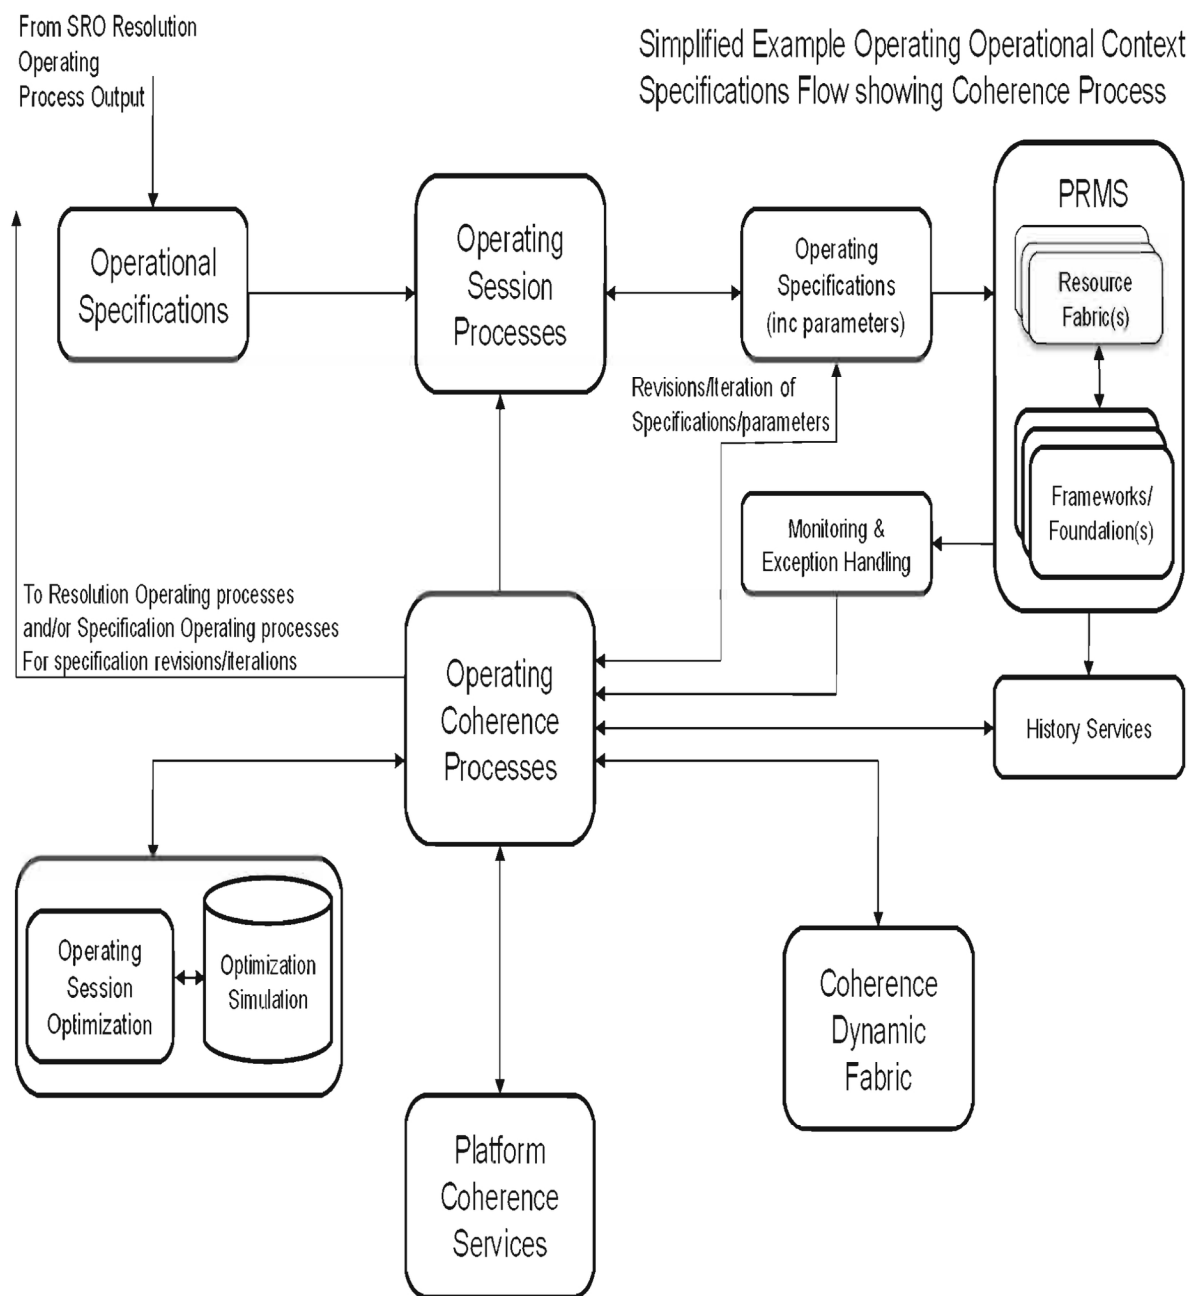 From SRO Resolution
Operating
Process Output
Simplified Example Operating Operational Context
Specifications Flow showing Coherence Process
Operational
Specifications
Operating
Session
Processes
Operating
Specifications
(inc parameters)
PRMS
Resource
Fabric(s)
Frameworks/
Foundation(s)
Revisions/Iteration of
Specifications/parameters
Monitoring &
Exception Handling
To Resolution Operating processes
and/or Specification Operating processes
For specification revisions/iterations
Operating
Coherence
Processes
History Services
Operating
Session
Optimization
Optimization
Simulation
Coherence
Dynamic
Fabric
Platform
Coherence
Services